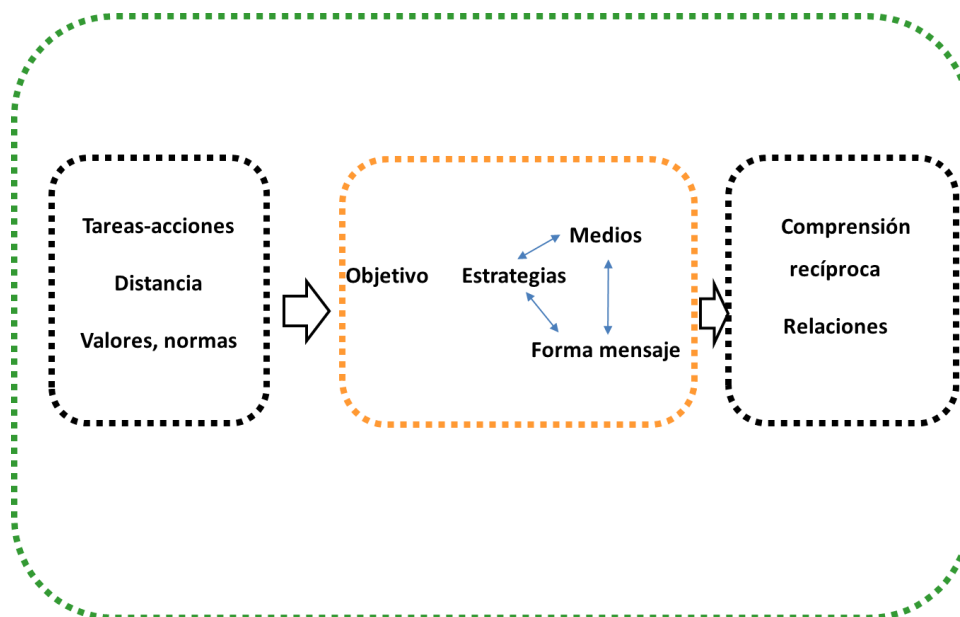 Tareas-acciones
Distancia
Valores, normas
Objetivo
Estrategias
Medios
Forma mensaje
Comprensión
recíproca
Relaciones